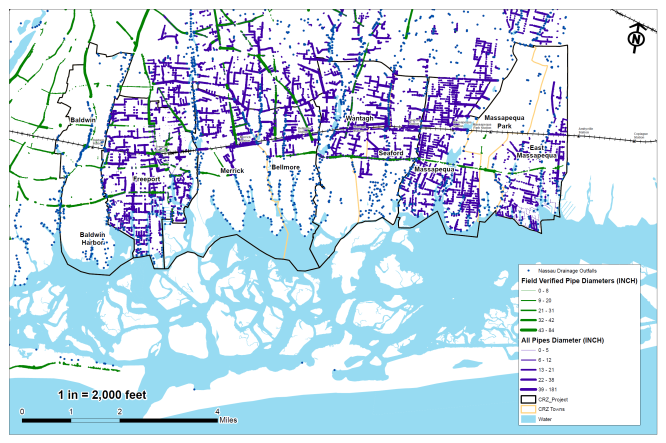 N
Baldwin
Wantagh
Massapequa
Park
Seaford
East
Massapequa
Merrick
Bellmore
Massapequa
Freeport
Baldwin
Harbor
Nassau Drainage Outfalls
Field Verified Pipe Diameters (INCH)
0 - 8
9 - 20
21 - 31
32 - 42
43 - 84
All Pipes Diameter (INCH)
0 - 5
6 - 12
13 - 21
22 - 38
39 - 181
CRZ_Project
CRZ Towns
Water
1 in = 2,000 feet
0 1 2 4
Miles